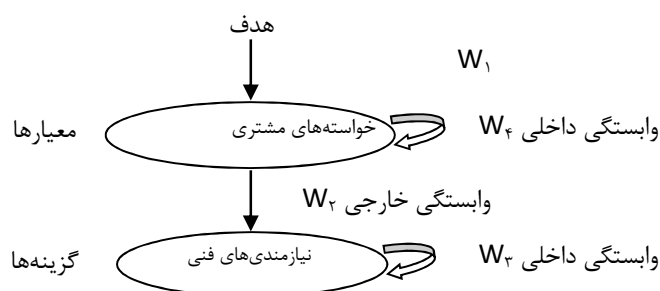 هدف
W۱
معیارها
خواسته‌های مشتری
وابستگی داخلی W۴
وابستگی خارجی W۲
گزینه‌ها
نیازمندی‌های فنی
وابستگی داخلی W۳